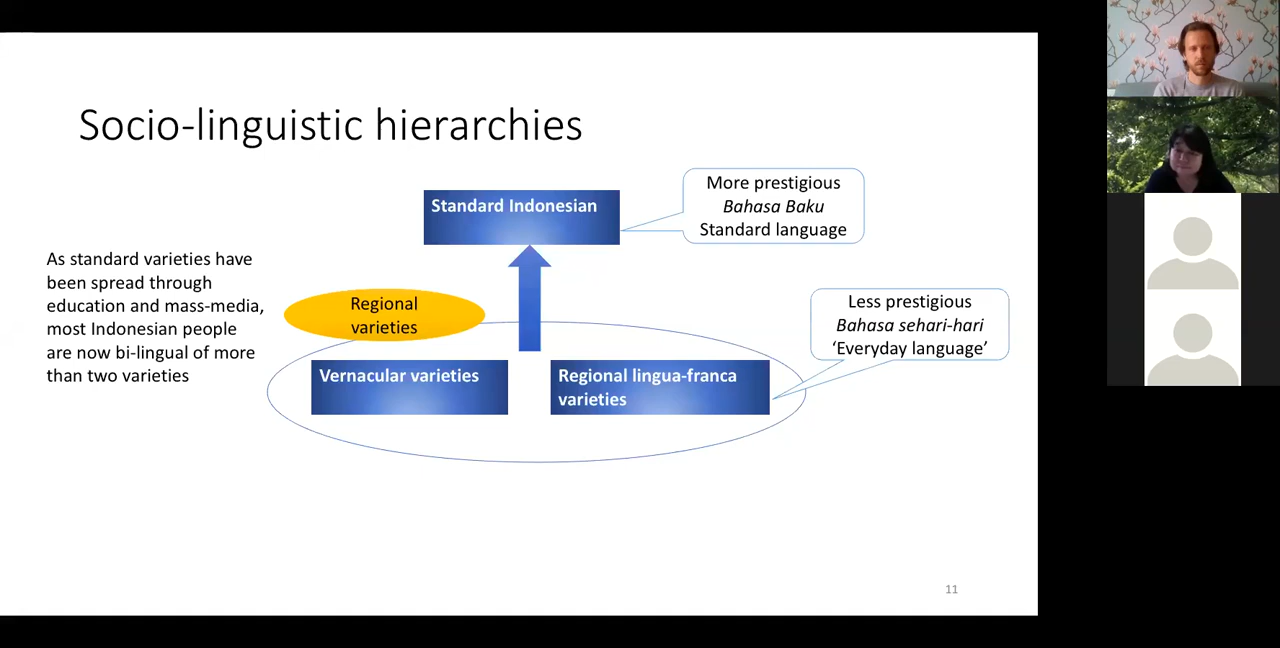 Socio-linguistic hierarchies
Standard Indonesian
More prestigious
Bahasa Baku
Standard language
As standard varieties have
been spread through
education and mass-media,
most Indonesian people
are now bi-lingual of more
than two varieties
Regional
varieties
Less prestigious
Bahasa sehari-hari
‘Everyday language’
Vernacular varieties
Regional lingua-franca
varieties
11